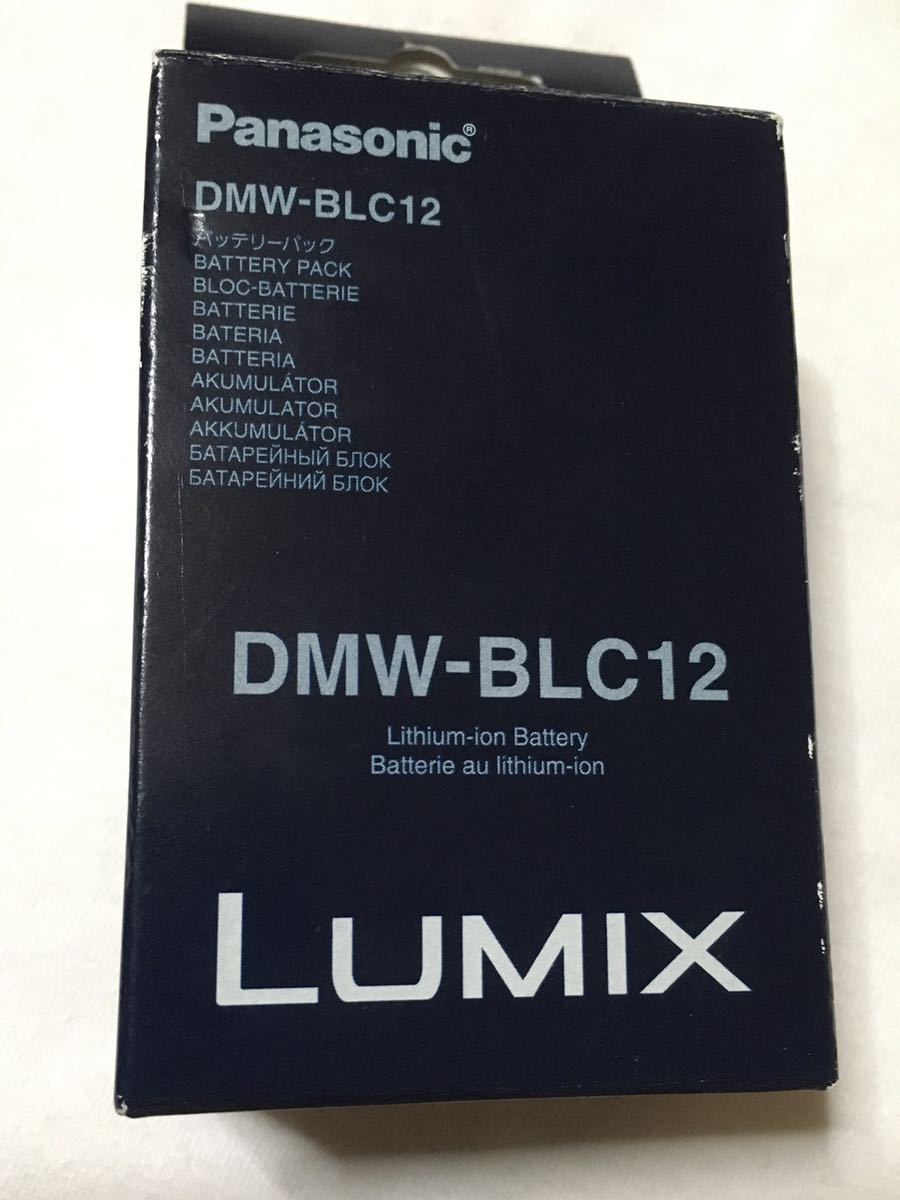 Panasonic®
DMW-BLC12
バッテリーパック
BATTERY PACK
BLOC-BATTERIE
BATTERIE
BATERIA
BATTERIA
AKUMULÁTOR
AKUMULATOR
AKKUMULÁTOR
БАТАРЕЙНЫЙ БЛОК
БАТАРЕЙНИЙ БЛОК
DMW-BLC12
Lithium-ion Battery
Batterie au lithium-ion
LUMIX